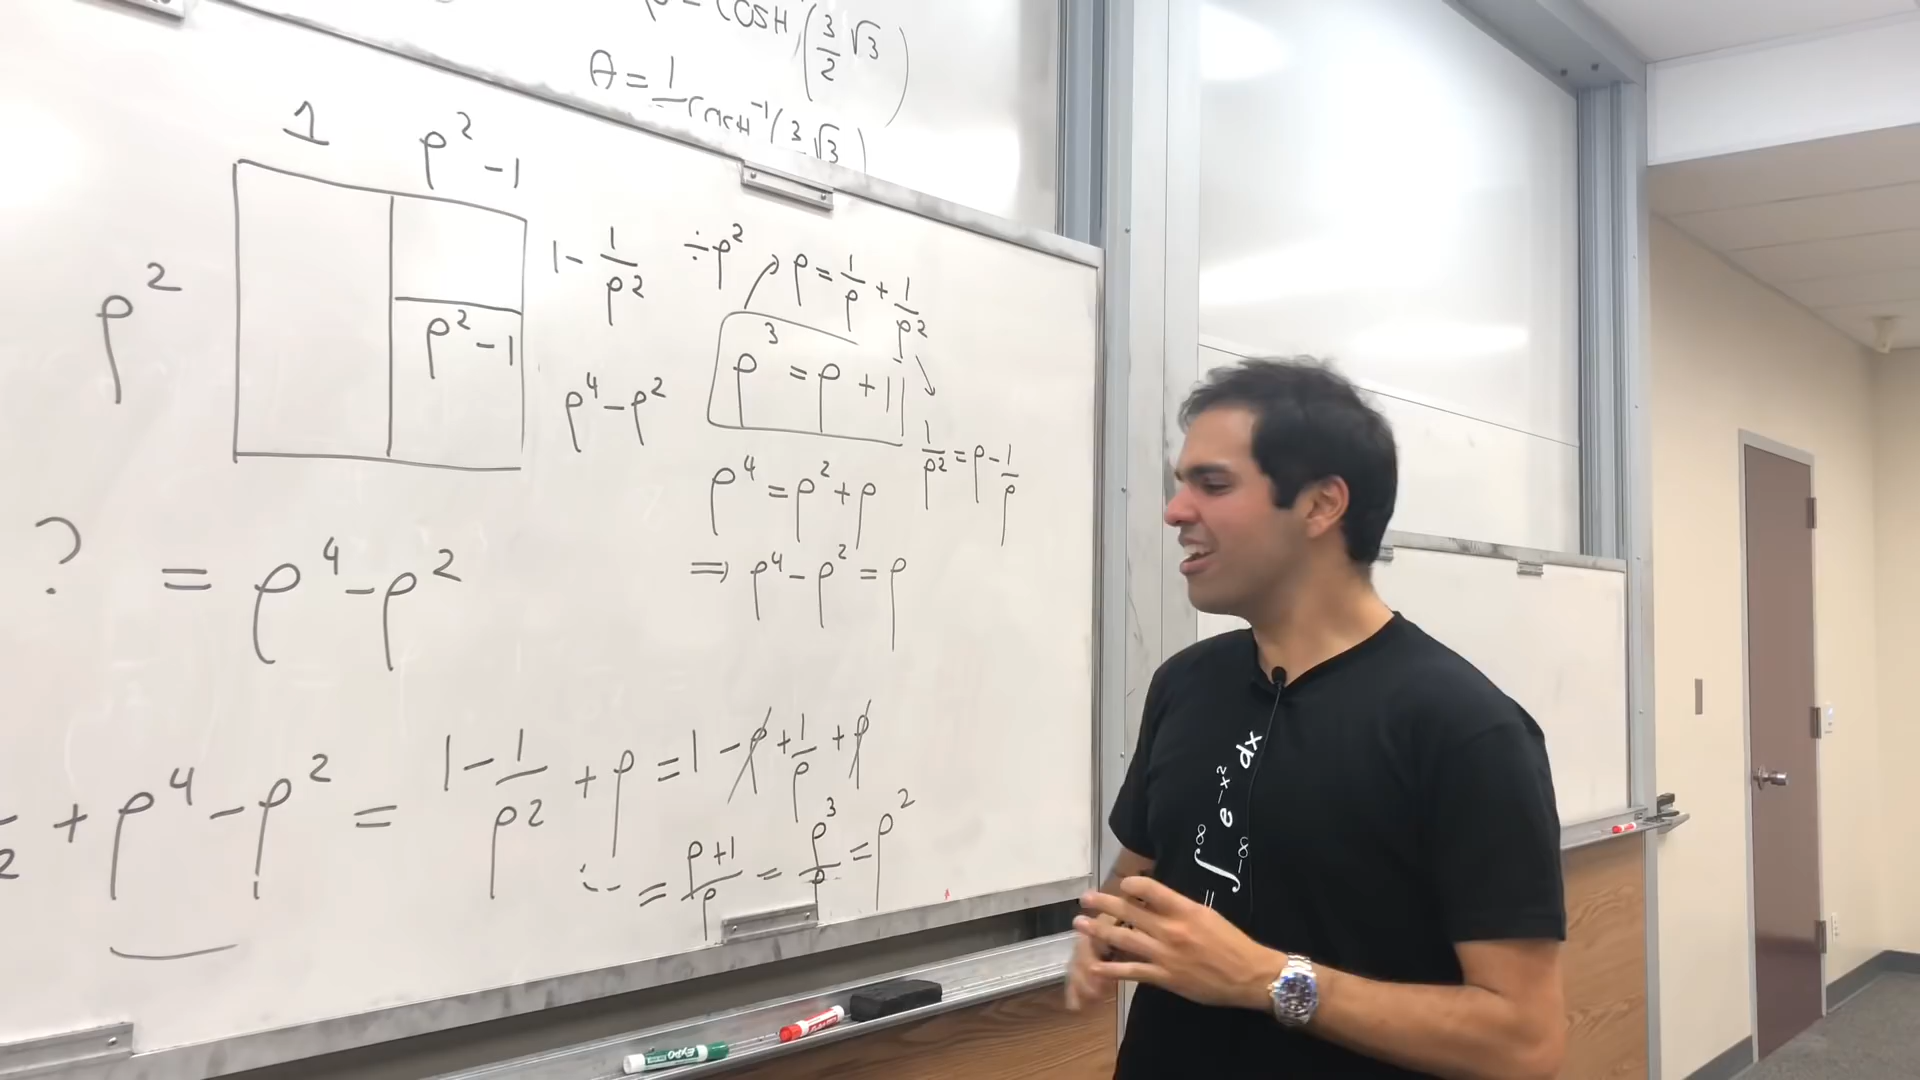 ρ = COSH (3/2 √3)
A = 1/ COSH⁻¹ (3 √3)
1 ρ² - 1
ρ²
ρ² - 1
1 - 1/ρ²
ρ⁴ - ρ²
÷ρ² ρ = 1/ρ + 1/ρ²
ρ³ = ρ + 1
1/ρ² = ρ - 1/ρ
ρ⁴ = ρ² + ρ
⇒ ρ⁴ - ρ² = ρ
? = ρ⁴ - ρ²
+ ρ⁴ - ρ² = 1 - 1/ρ² + ρ = 1 - ρ + 1/ρ + ρ
= (ρ + 1)/ρ = ρ³/ρ = ρ²
= ∫_{-∞}^{∞} e^{-x²} dx
EXPO